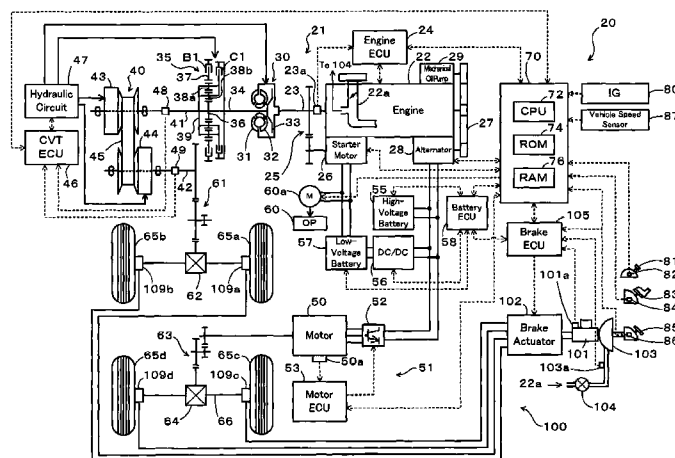 20
21
24
Engine ECU
70
47
Hydraulic Circuit
43
40
35
B1
C1
30
37
38b
38a
34
23a
23
To 104
22
29
Mechanical Oil Pump
22a
Engine
27
CPU
72
ROM
74
RAM
76
IG
80
Vehicle Speed Sensor
87
48
44
CVT ECU
46
45
41
39
36
31
32
33
25
26
Starter Motor
28
Alternator
49
42
61
60a
M
60
OP
55
High-Voltage Battery
Battery ECU
58
57
Low-Voltage Battery
DC/DC
56
105
Brake ECU
81
82
83
84
85
86
65b
65a
109b
62
109a
50
Motor
52
50a
53
Motor ECU
51
102
Brake Actuator
101a
101
103
103a
22a
104
100
63
65d
65c
109d
109c
64
66